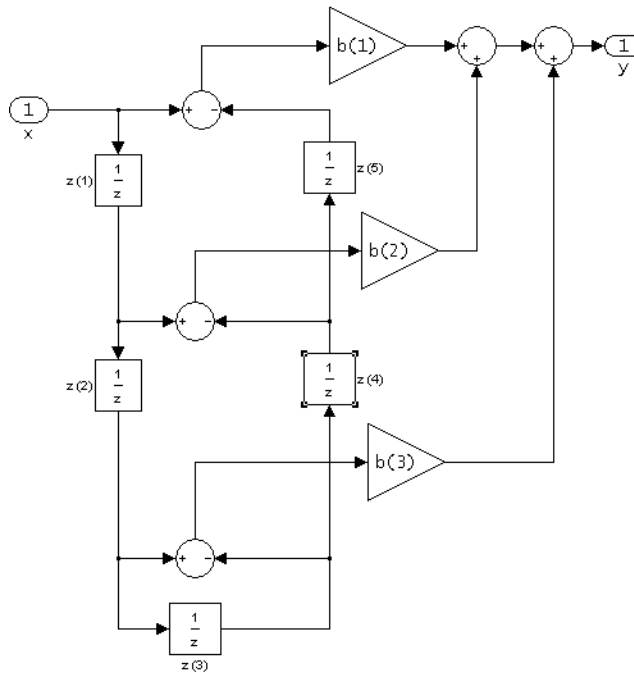 b(1)
+
+
+
+
1
y
1
x
+
-
z(1)
1
z
1
z
z(5)
b(2)
+
-
z(2)
1
z
1
z
z(4)
b(3)
+
-
1
z
z(3)